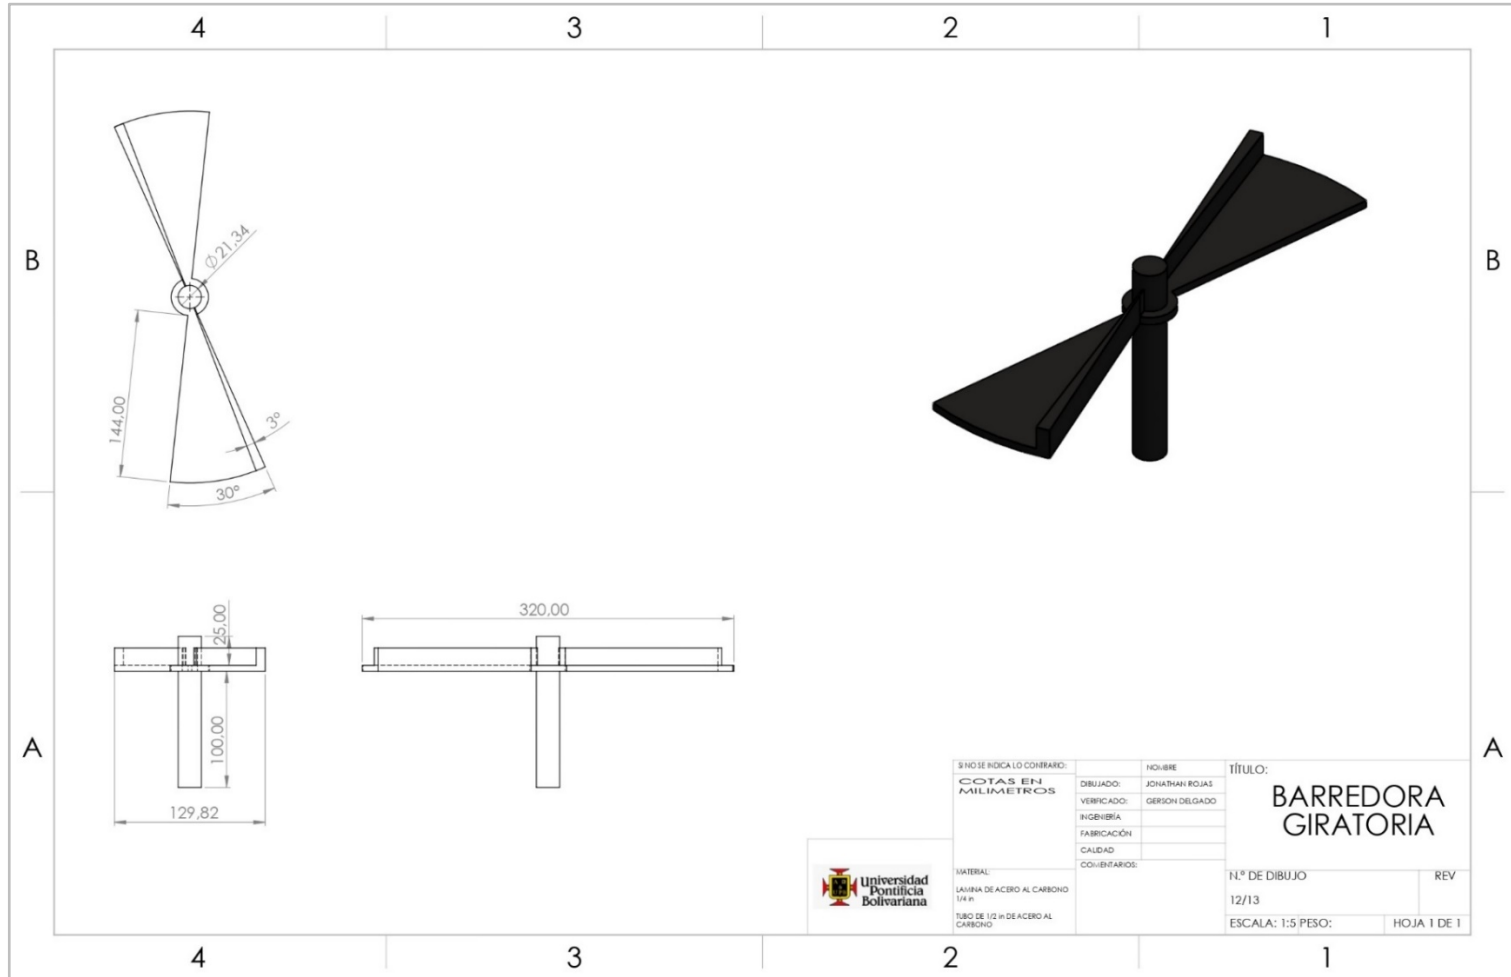 4 3 2 1
B B
Ø 21,34
144,00
3°
30°
25,00
320,00
100,00
129,82
A A
SI NO SE INDICA LO CONTRARIO:
COTAS EN
MILIMETROS
NOMBRE
DIBUJADO: JONATHAN ROJAS
VERIFICADO: GERSON DELGADO
INGENIERÍA
FABRICACIÓN
CALIDAD
COMENTARIOS:
TÍTULO:
BARREDORA
GIRATORIA
Universidad
Pontificia
Bolivariana
MATERIAL:
LAMINA DE ACERO AL CARBONO
1/4 in
TUBO DE 1/2 in DE ACERO AL
CARBONO
N.º DE DIBUJO REV
12/13
ESCALA: 1:5 PESO: HOJA 1 DE 1
4 3 2 1